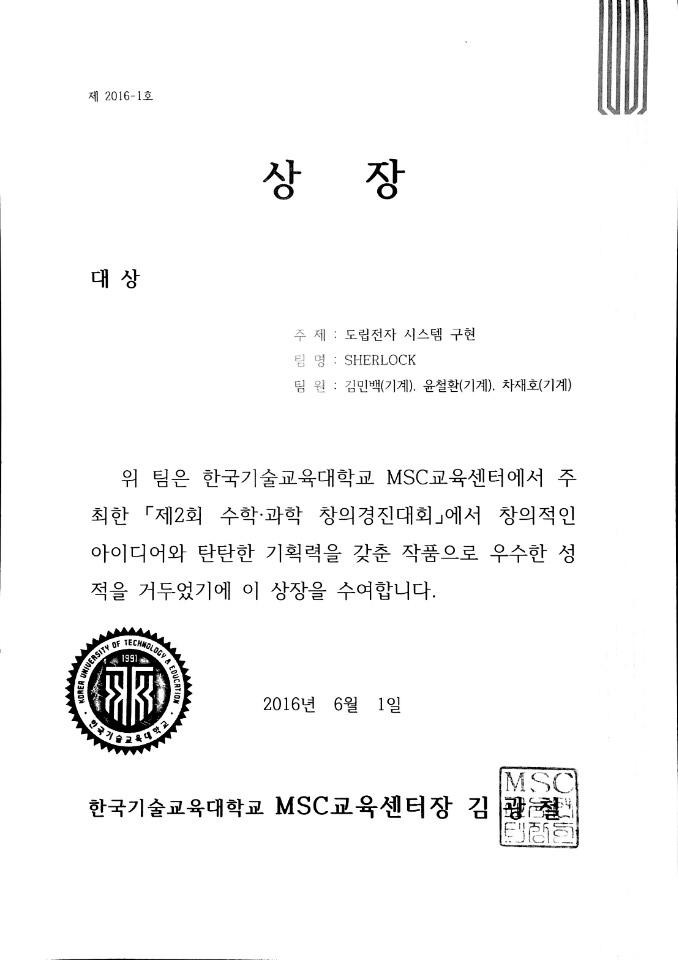 제 2016-1호
상 장
대 상
주 제 : 도립전자 시스템 구현
팀 명 : SHERLOCK
팀 원 : 김민백(기계), 윤철환(기계), 차재호(기계)
위 팀은 한국기술교육대학교 MSC교육센터에서 주
최한 「제2회 수학·과학 창의경진대회」에서 창의적인
아이디어와 탄탄한 기획력을 갖춘 작품으로 우수한 성
적을 거두었기에 이 상장을 수여합니다.
2016년 6월 1일
KOREA UNIVERSITY OF TECHNOLOGY & EDUCATION
한국기술교육대학교
1991
한국기술교육대학교 MSC교육센터장 김 광 철
MSC